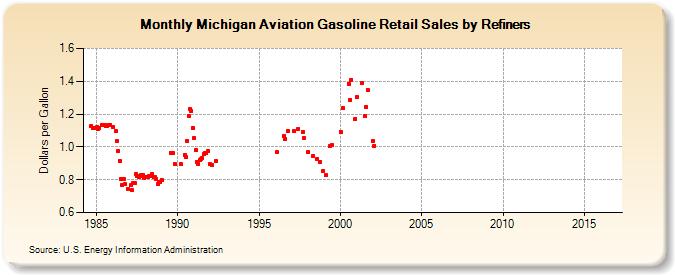 Monthly Michigan Aviation Gasoline Retail Sales by Refiners
Dollars per Gallon
1.6
1.4
1.2
1.0
0.8
0.6
1985 1990 1995 2000 2005 2010 2015
Source: U.S. Energy Information Administration